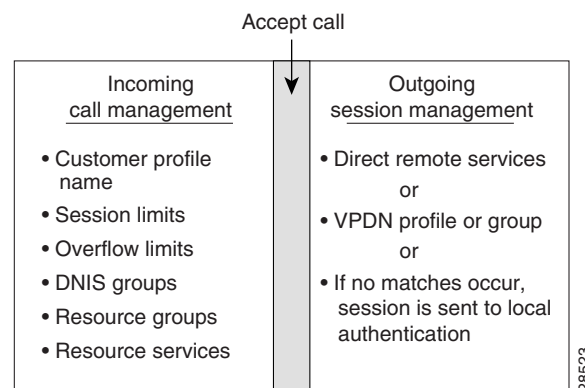 Accept call
Incoming
call management
• Customer profile
name
• Session limits
• Overflow limits
• DNIS groups
• Resource groups
• Resource services
Outgoing
session management
• Direct remote services
or
• VPDN profile or group
or
• If no matches occur,
session is sent to local
authentication